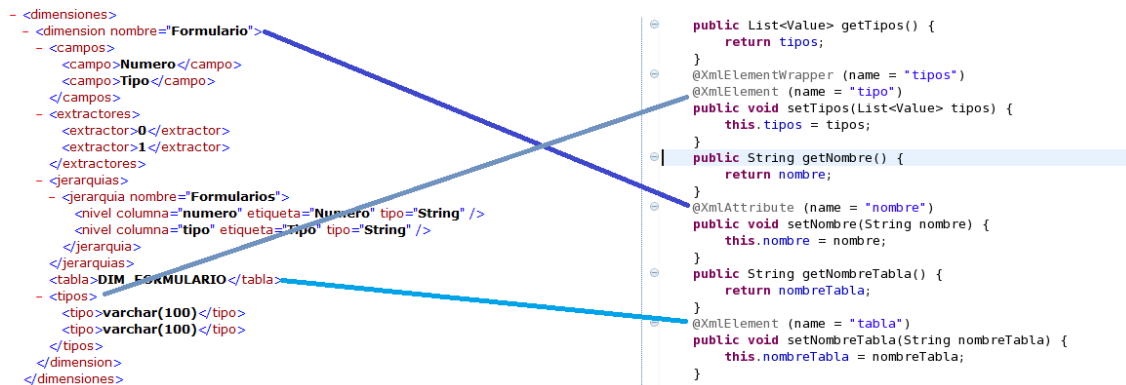 - <dimensiones>
- <dimension nombre="Formulario">
- <campos>
<campo>Numero</campo>
<campo>Tipo</campo>
</campos>
- <extractores>
<extractor>0</extractor>
<extractor>1</extractor>
</extractores>
- <jerarquias>
- <jerarquia nombre="Formularios">
<nivel columna="numero" etiqueta="Numero" tipo="String" />
<nivel columna="tipo" etiqueta="Tipo" tipo="String" />
</jerarquia>
</jerarquias>
<tabla>DIM_FORMULARIO</tabla>
- <tipos>
<tipo>varchar(100)</tipo>
<tipo>varchar(100)</tipo>
</tipos>
</dimension>
</dimensiones>
public List<Value> getTipos() {
return tipos;
}
@XmlElementWrapper (name = "tipos")
@XmlElement (name = "tipo")
public void setTipos(List<Value> tipos) {
this.tipos = tipos;
}
public String getNombre() {
return nombre;
}
@XmlAttribute (name = "nombre")
public void setNombre(String nombre) {
this.nombre = nombre;
}
public String getNombreTabla() {
return nombreTabla;
}
@XmlElement (name = "tabla")
public void setNombreTabla(String nombreTabla) {
this.nombreTabla = nombreTabla;
}